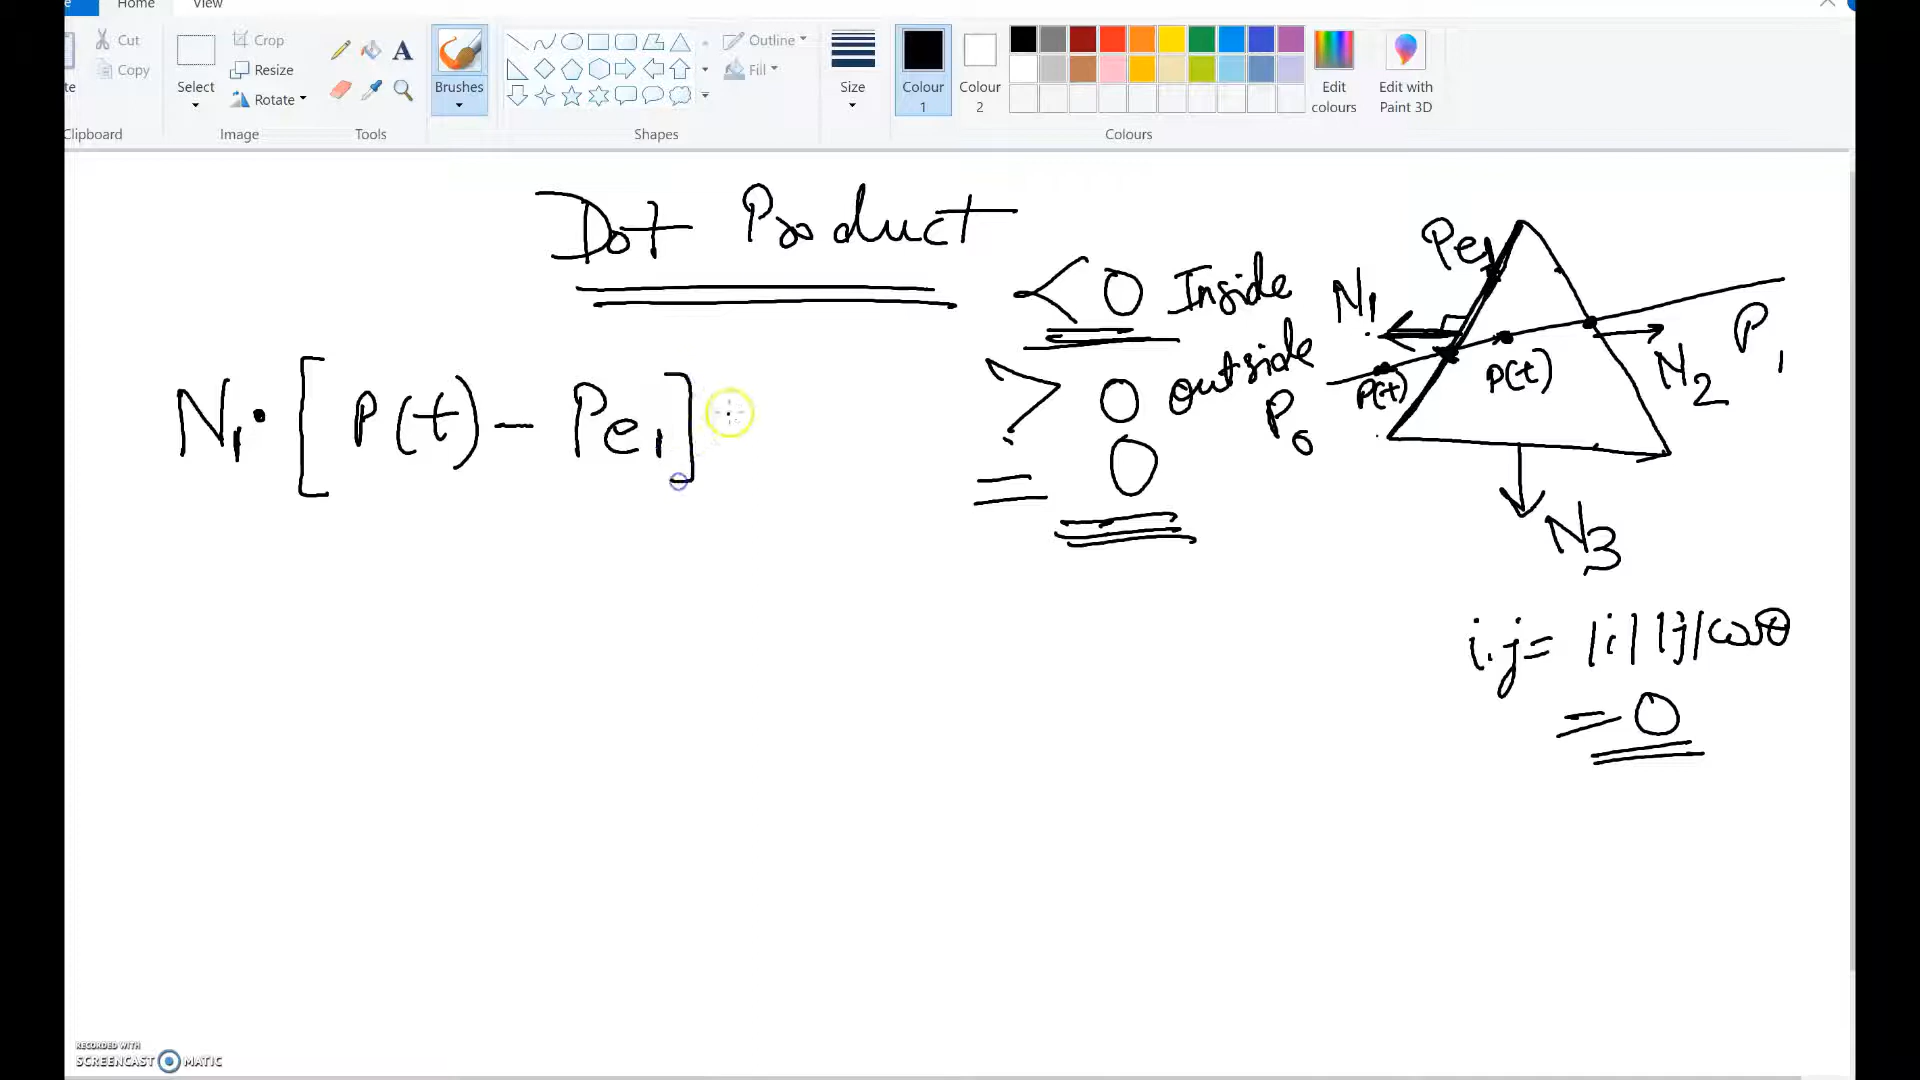 Home View
Cut
Copy
Clipboard
Select
Crop
Resize
Rotate
Image
Tools
Brushes
Shapes
Outline
Fill
Size
Colour 1
Colour 2
Edit colours
Edit with Paint 3D
Colours
Dot Product
< 0 Inside
> 0 outside
= 0
N1 . [ P(t) - Pe1 ]
Pe1
N1
P(t)
P(t)
P0
P1
N2
N3
i.j = |i| |j| cosθ
= 0
RECORDED WITH
SCREENCAST MATIC